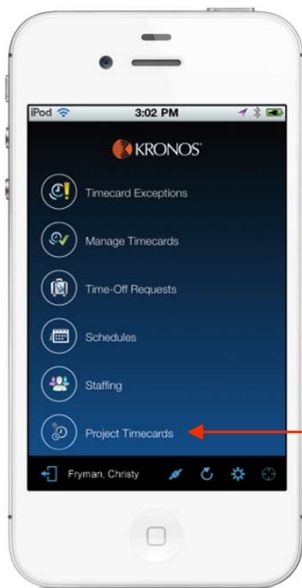 iPod 3:02 PM
KRONOS
Timecard Exceptions
Manage Timecards
Time-Off Requests
Schedules
Staffing
Project Timecards
Fryman, Christy